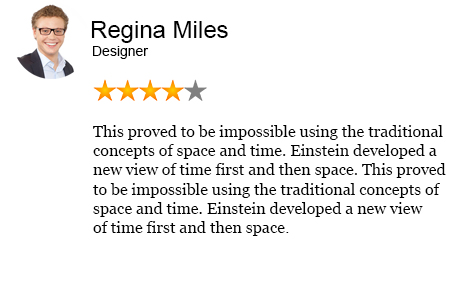 Regina Miles
Designer
This proved to be impossible using the traditional
concepts of space and time. Einstein developed a
new view of time first and then space. This proved
to be impossible using the traditional concepts of
space and time. Einstein developed a new view
of time first and then space.